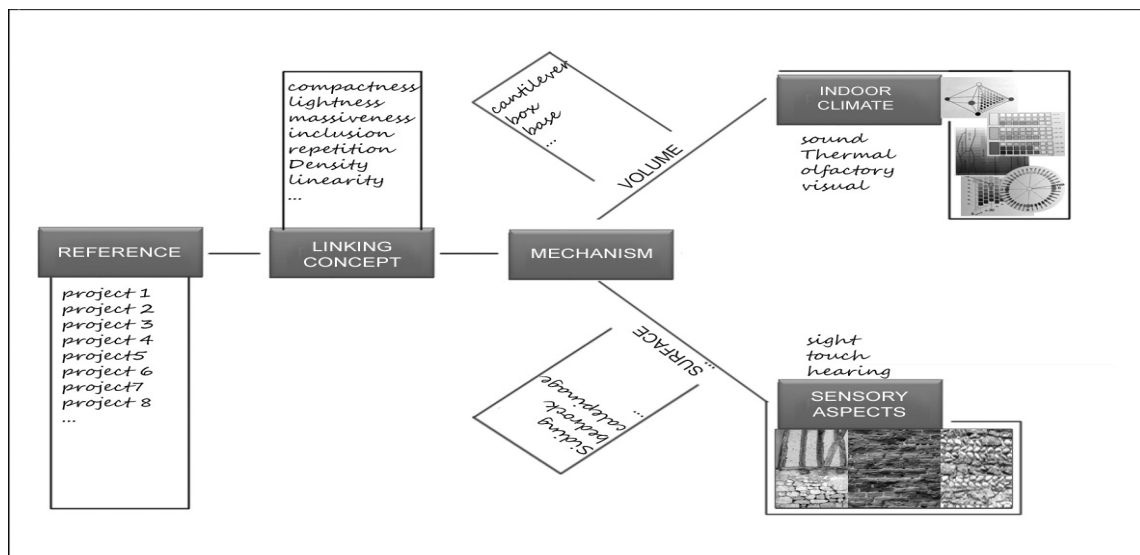 REFERENCE
project 1
project 2
project 3
project 4
project5
project 6
project7
project 8
...
compactness
lightness
massiveness
inclusion
repetition
Density
linearity
...
LINKING
CONCEPT
MECHANISM
cantilever
box
base
...
VOLUME
SURFACE
...
Siding
bedrock
calepinage
...
INDOOR
CLIMATE
sound
Thermal
olfactory
visual
sight
touch
hearing
SENSORY
ASPECTS